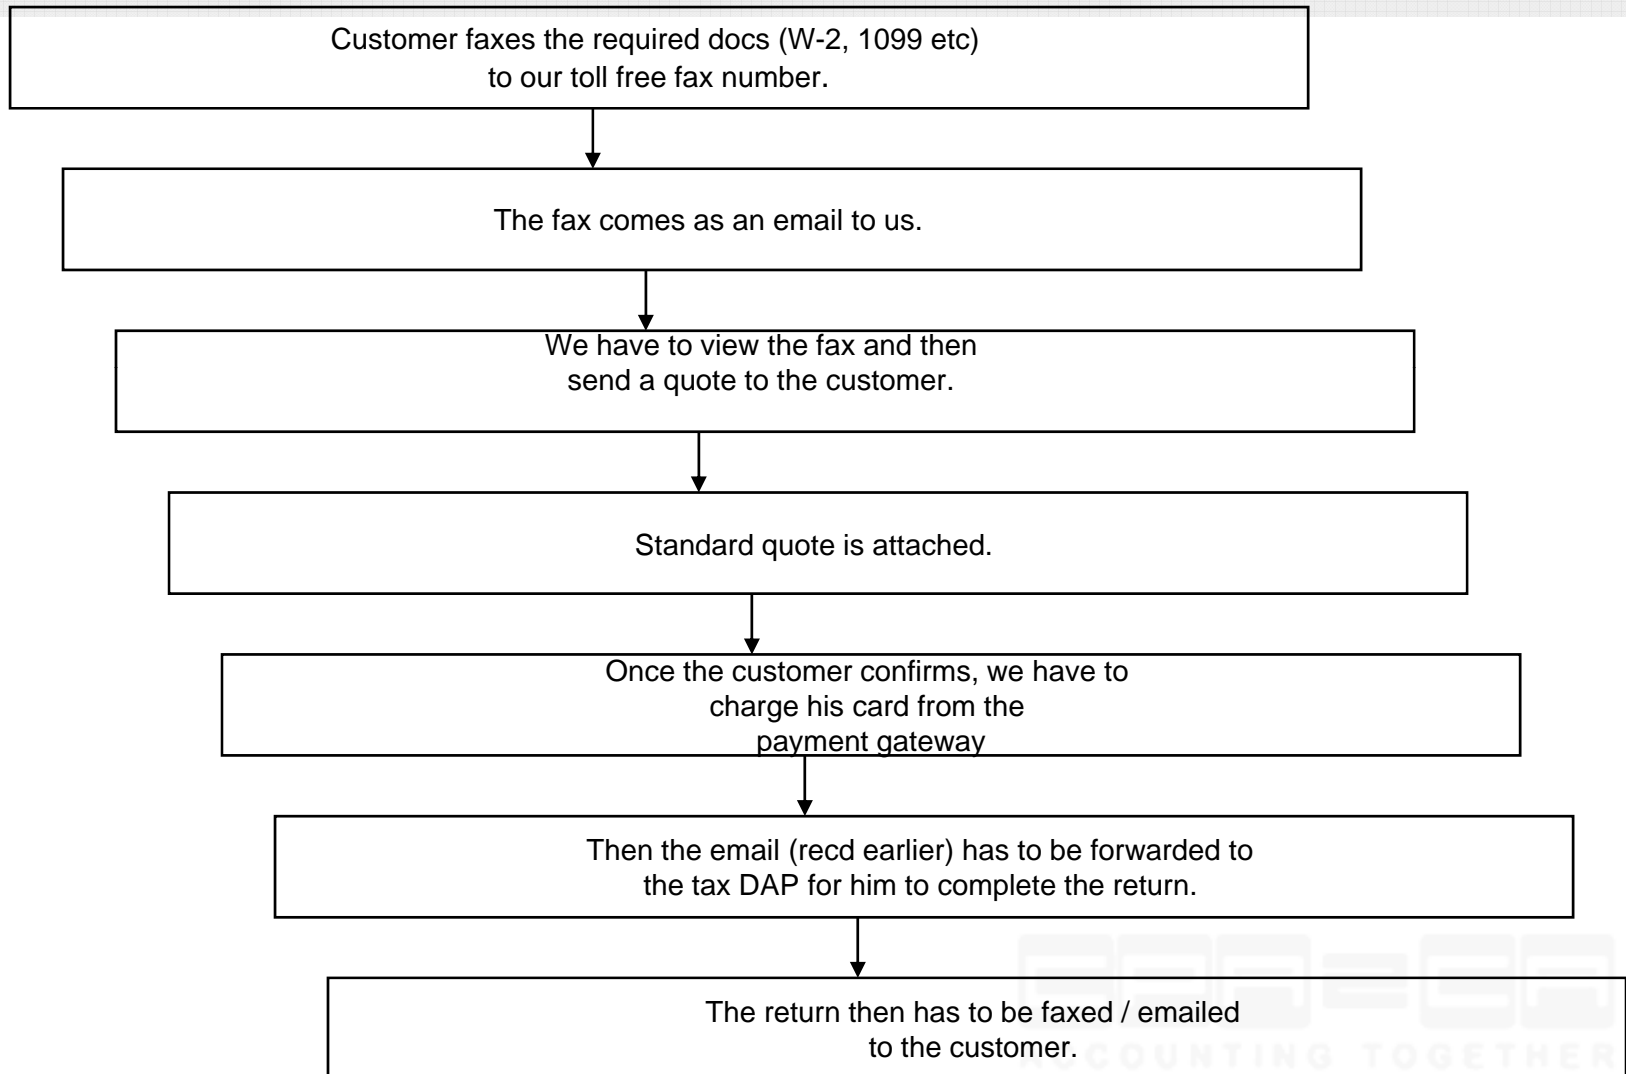 Customer faxes the required docs (W-2, 1099 etc)
to our toll free fax number.
The fax comes as an email to us.
We have to view the fax and then
send a quote to the customer.
Standard quote is attached.
Once the customer confirms, we have to
charge his card from the
payment gateway
Then the email (recd earlier) has to be forwarded to
the tax DAP for him to complete the return.
The return then has to be faxed / emailed
to the customer.
ACCOUNTING TOGETHER